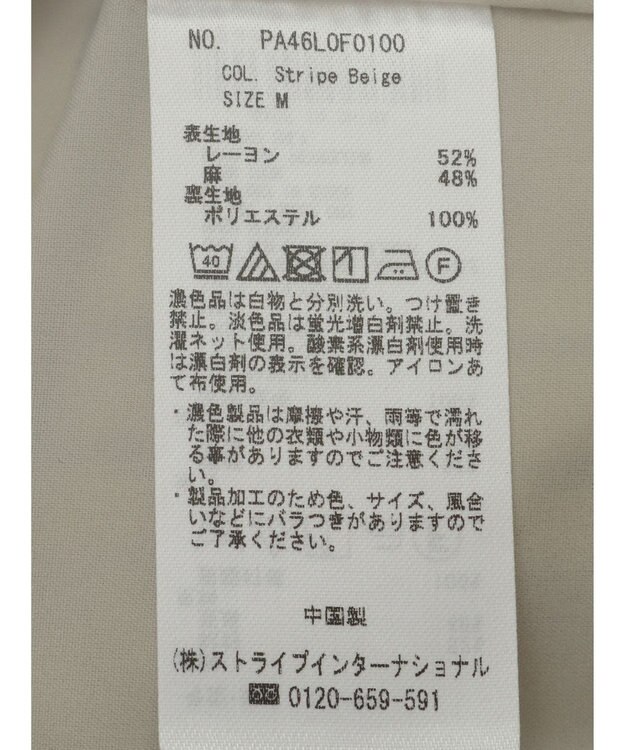 NO. PA46L0F0100
COL. Stripe Beige
SIZE M
表生地
レーヨン 52%
麻 48%
裏生地
ポリエステル 100%
40 F
濃色品は白物と分別洗い。つけ置き
禁止。淡色品は蛍光増白剤禁止。洗
濯ネット使用。酸素系漂白剤使用時
は漂白剤の表示を確認。アイロンあ
て布使用。
・濃色製品は摩擦や汗、雨等で濡れ
た際に他の衣類や小物類に色が移
る事がありますのでご注意くださ
い。
・製品加工のため色、サイズ、風合
いなどにバラつきがありますので
ご了承ください。
中国製
(株)ストライプインターナショナル
0120-659-591